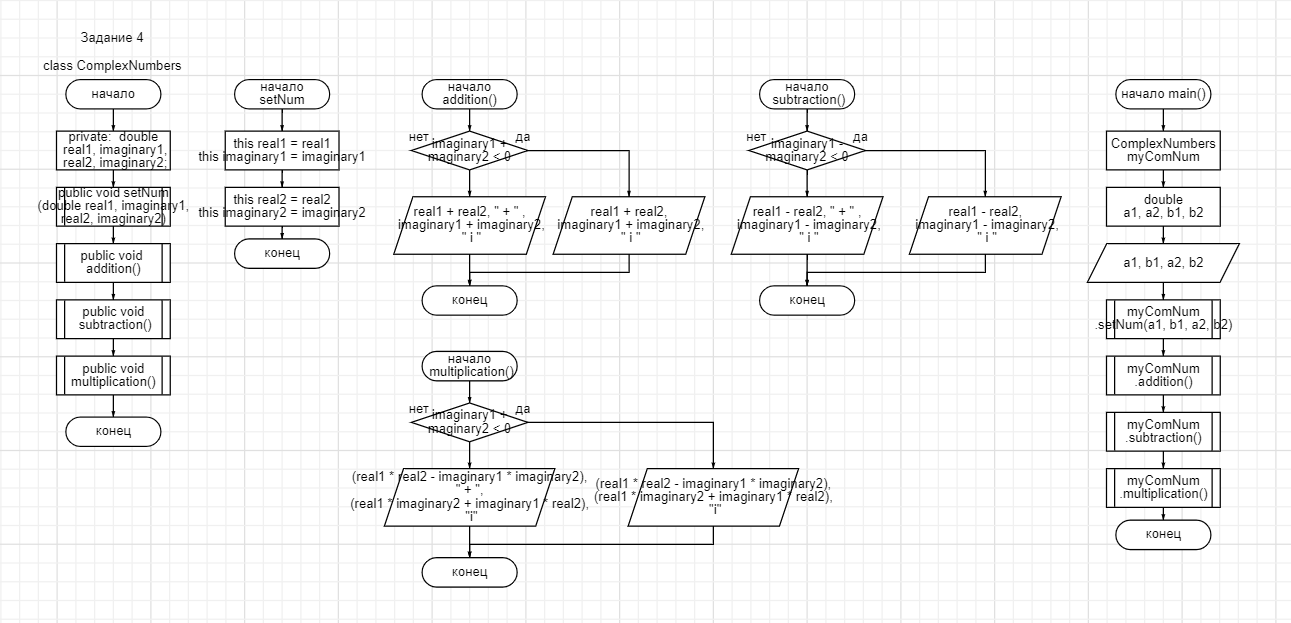 Задание 4
class ComplexNumbers
начало
private:  double
real1, imaginary1,
real2, imaginary2;
public void setNum
(double real1, imaginary1,
real2, imaginary2)
public void
addition()
public void
subtraction()
public void
multiplication()
конец
начало
setNum
this real1 = real1
this imaginary1 = imaginary1
this real2 = real2
this imaginary2 = imaginary2
конец
начало
addition()
нет
да
imaginary1 +
maginary2 < 0
real1 + real2, " + " ,
imaginary1 + imaginary2,
" i "
real1 + real2,
imaginary1 + imaginary2,
" i "
конец
начало
multiplication()
нет
да
imaginary1 +
maginary2 < 0
(real1 * real2 - imaginary1 * imaginary2),
" + ",
(real1 * imaginary2 + imaginary1 * real2),
"i"
(real1 * real2 - imaginary1 * imaginary2),
(real1 * imaginary2 + imaginary1 * real2),
"i"
конец
начало
subtraction()
нет
да
imaginary1 -
maginary2 < 0
real1 - real2, " + " ,
imaginary1 - imaginary2,
" i "
real1 - real2,
imaginary1 - imaginary2,
" i "
конец
начало main()
ComplexNumbers
myComNum
double
a1, a2, b1, b2
a1, b1, a2, b2
myComNum
.setNum(a1, b1, a2, b2)
myComNum
.addition()
myComNum
.subtraction()
myComNum
.multiplication()
конец